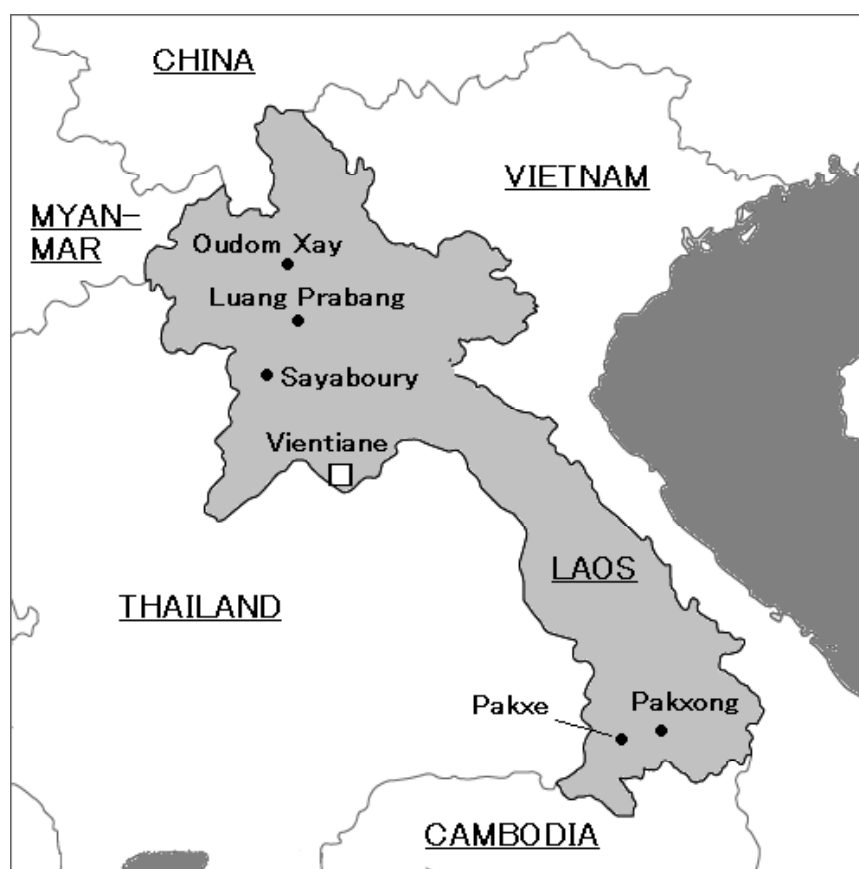 CHINA
VIETNAM
MYAN-
MAR
Oudom Xay
Luang Prabang
Sayaboury
Vientiane
LAOS
THAILAND
Pakxe
Pakxong
CAMBODIA